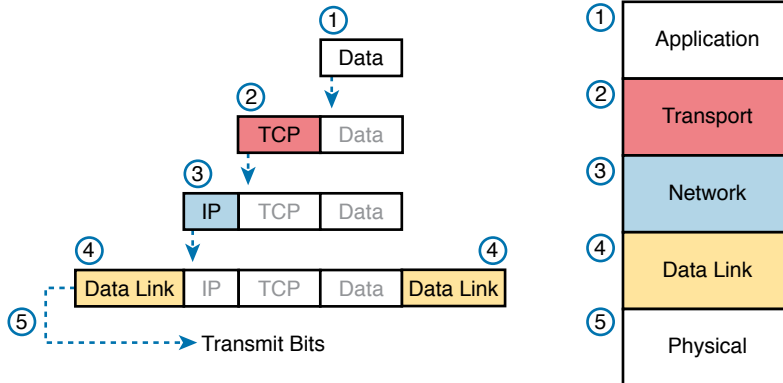 1
Data
2
TCP Data
3
IP TCP Data
4 4
Data Link IP TCP Data Data Link
5
Transmit Bits
1
Application
2
Transport
3
Network
4
Data Link
5
Physical